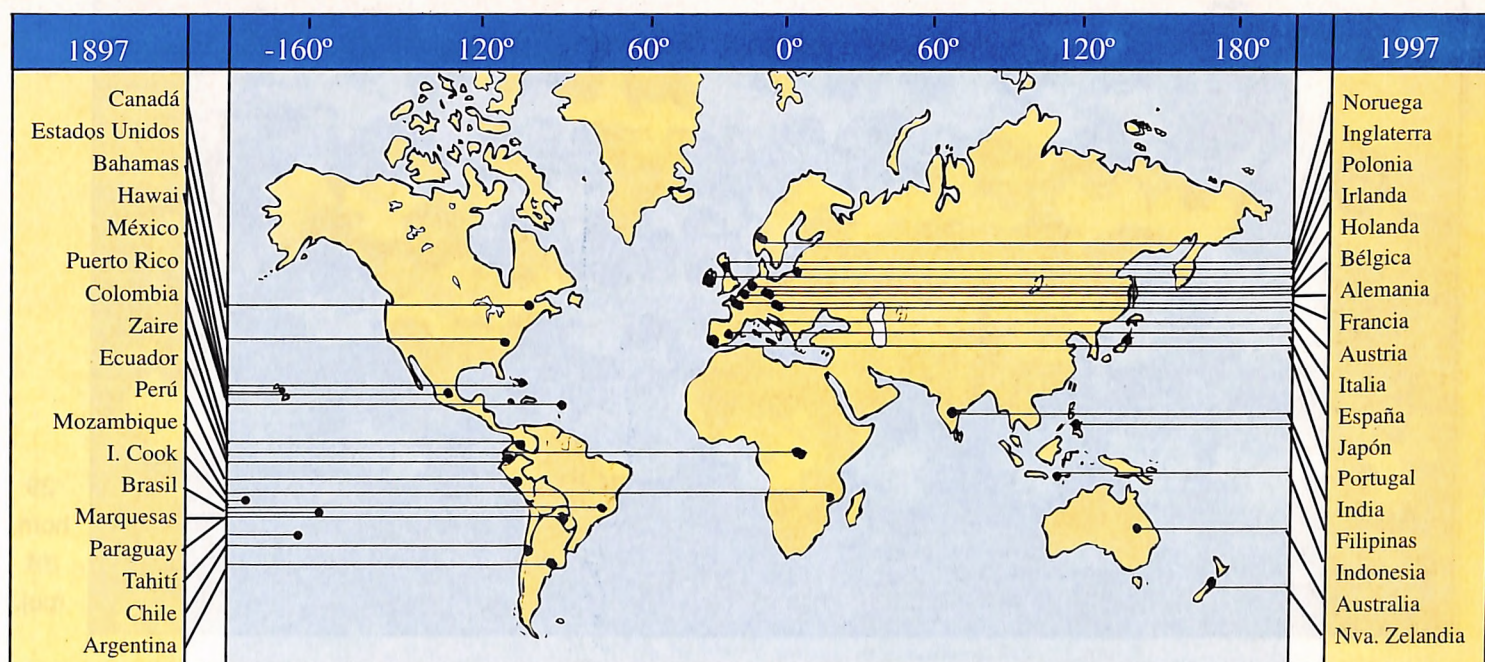 1897 -160º 120º 60º 0º 60º 120º 180º 1997
Canadá
Estados Unidos
Bahamas
Hawai
México
Puerto Rico
Colombia
Zaire
Ecuador
Perú
Mozambique
I. Cook
Brasil
Marquesas
Paraguay
Tahití
Chile
Argentina
Noruega
Inglaterra
Polonia
Irlanda
Holanda
Bélgica
Alemania
Francia
Austria
Italia
España
Japón
Portugal
India
Filipinas
Indonesia
Australia
Nva. Zelandia